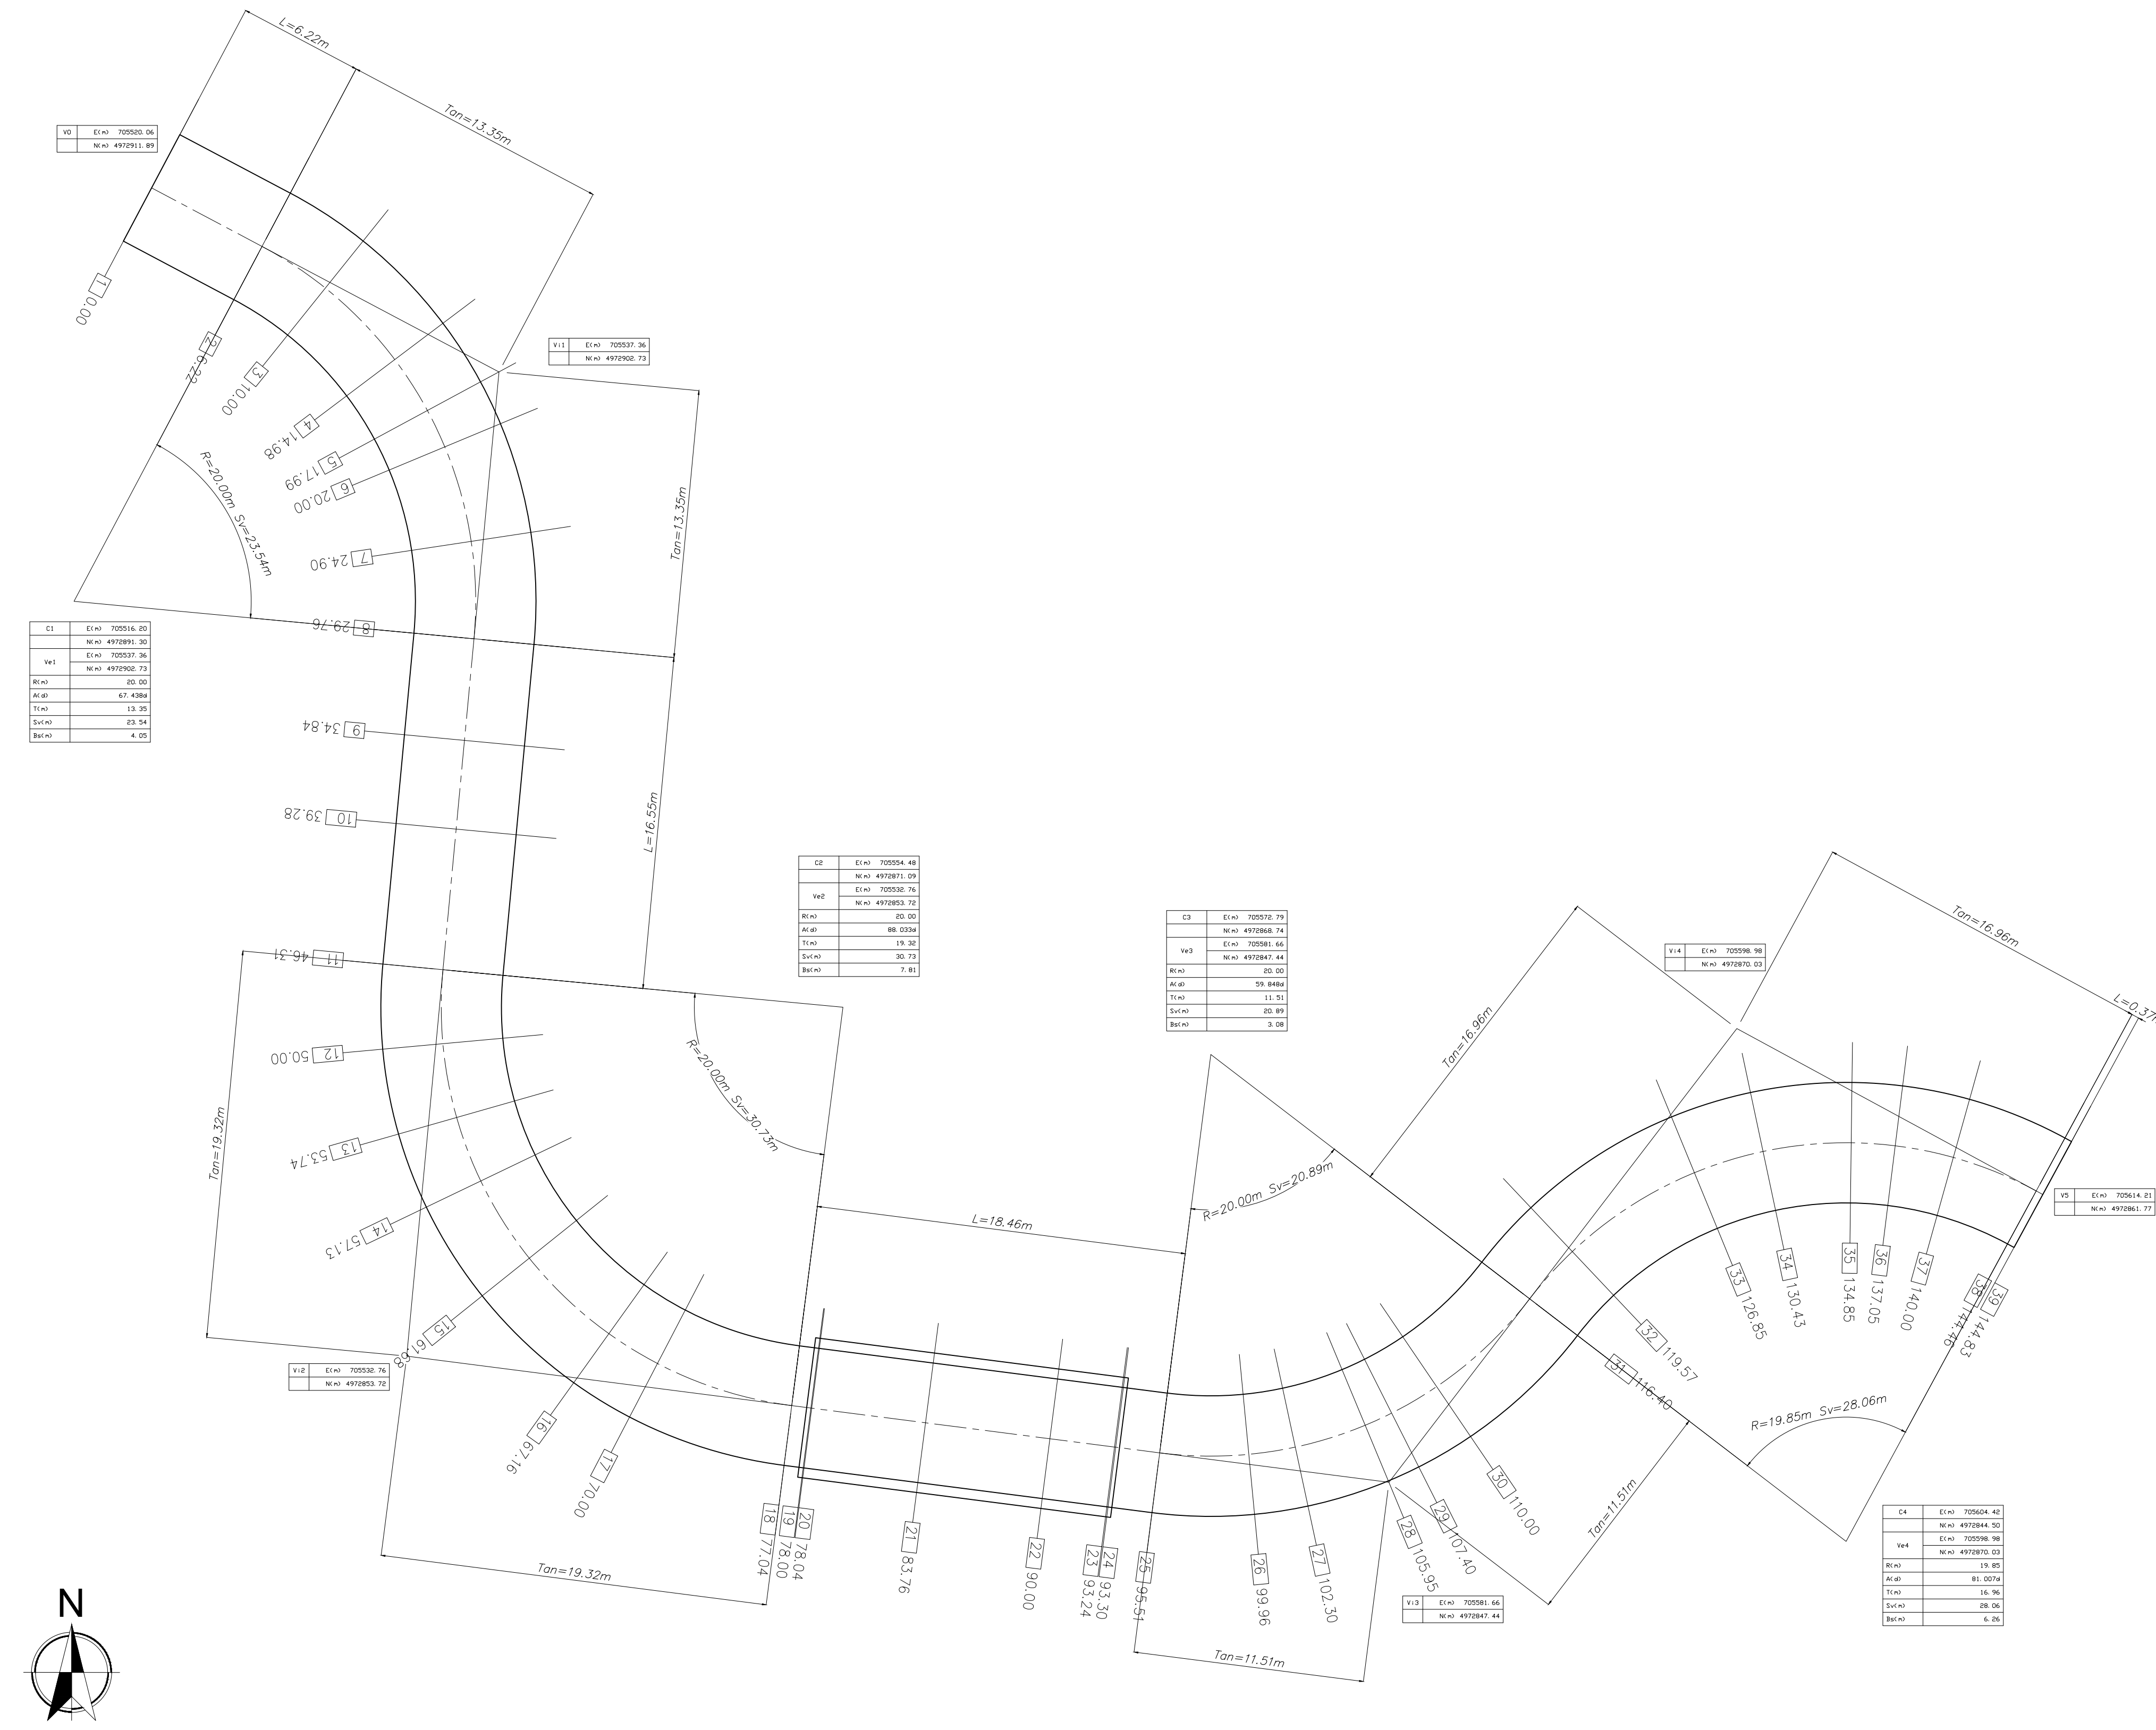 L=6.22m
Tan=13.35m
V0 E(m) 705520.06
N(m) 4972911.89
1 0.00
2 6.22
3 10.00
4 14.98
5 17.99
6 20.00
7 24.90
8 29.76
9 34.84
10 39.28
11 46.31
12 50.00
13 53.74
14 57.13
15 61.68
16 67.16
17 70.00
18 77.04
19 78.00
20 78.04
21 83.76
22 90.00
23 93.24
24 93.30
25 95.51
26 99.96
27 102.30
28 105.95
29 107.40
30 110.00
31 116.40
32 119.57
33 126.85
34 130.43
35 134.85
36 137.05
37 140.00
38 144.46
39 144.83
Vi1 E(m) 705537.36
N(m) 4972902.73
R=20.00m Sv=23.54m
Tan=13.35m
C1 E(m) 705516.20
N(m) 4972891.30
Ve1 E(m) 705537.36
N(m) 4972902.73
R(m) 20.00
A(d) 67.438d
T(m) 13.35
Sv(m) 23.54
Bs(m) 4.05
L=16.55m
C2 E(m) 705554.48
N(m) 4972871.09
Ve2 E(m) 705532.76
N(m) 4972853.72
R(m) 20.00
A(d) 88.033d
T(m) 19.32
Sv(m) 30.73
Bs(m) 7.81
R=20.00m Sv=30.73m
Tan=19.32m
Vi2 E(m) 705532.76
N(m) 4972853.72
Tan=19.32m
L=18.46m
C3 E(m) 705572.79
N(m) 4972868.74
Ve3 E(m) 705581.66
N(m) 4972847.44
R(m) 20.00
A(d) 59.848d
T(m) 11.51
Sv(m) 20.89
Bs(m) 3.08
R=20.00m Sv=20.89m
Tan=11.51m
Vi3 E(m) 705581.66
N(m) 4972847.44
Tan=11.51m
Tan=16.96m
Vi4 E(m) 705598.98
N(m) 4972870.03
Tan=16.96m
L=0.37
V5 E(m) 705614.21
N(m) 4972861.77
R=19.85m Sv=28.06m
C4 E(m) 705604.42
N(m) 4972844.50
Ve4 E(m) 705598.98
N(m) 4972870.03
R(m) 19.85
A(d) 81.007d
T(m) 16.96
Sv(m) 28.06
Bs(m) 6.26
N